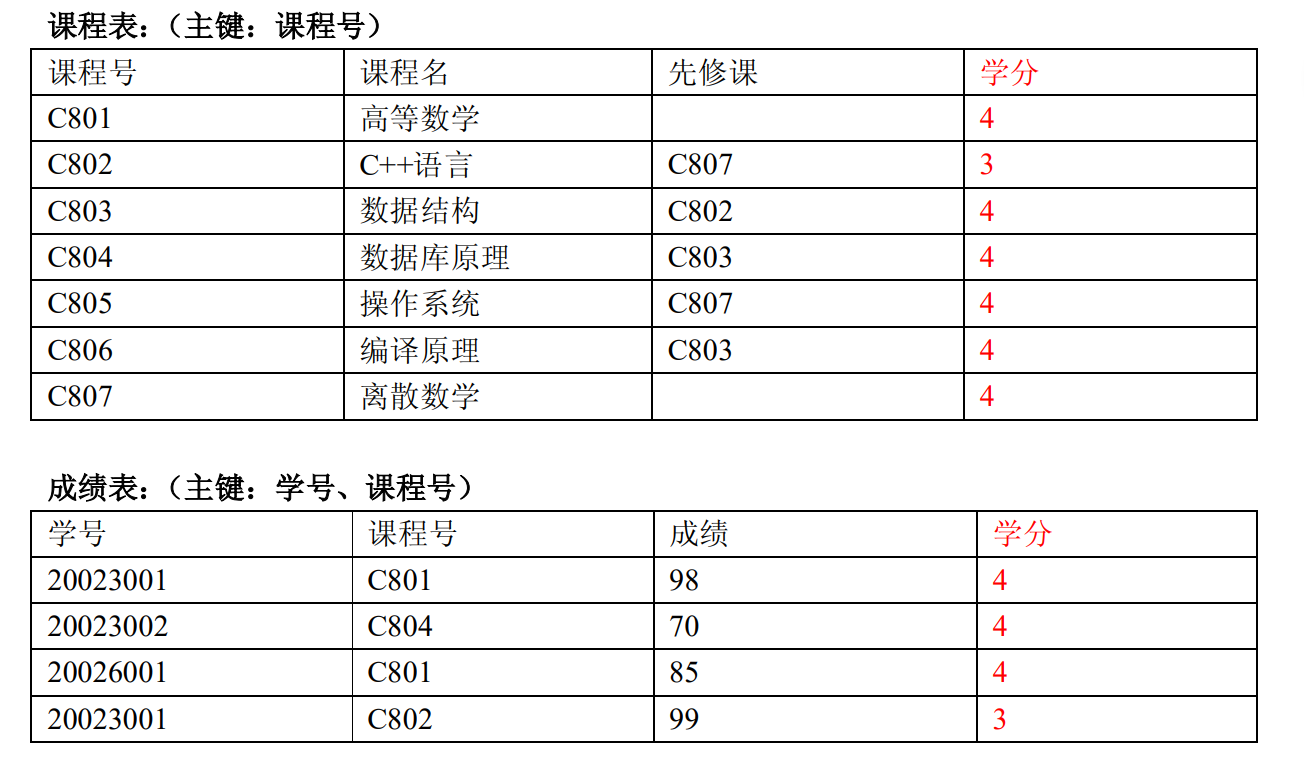 课程表：（主键：课程号）
课程号 课程名 先修课 学分
C801 高等数学 4
C802 C++语言 C807 3
C803 数据结构 C802 4
C804 数据库原理 C803 4
C805 操作系统 C807 4
C806 编译原理 C803 4
C807 离散数学 4
成绩表：（主键：学号、课程号）
学号 课程号 成绩 学分
20023001 C801 98 4
20023002 C804 70 4
20026001 C801 85 4
20023001 C802 99 3